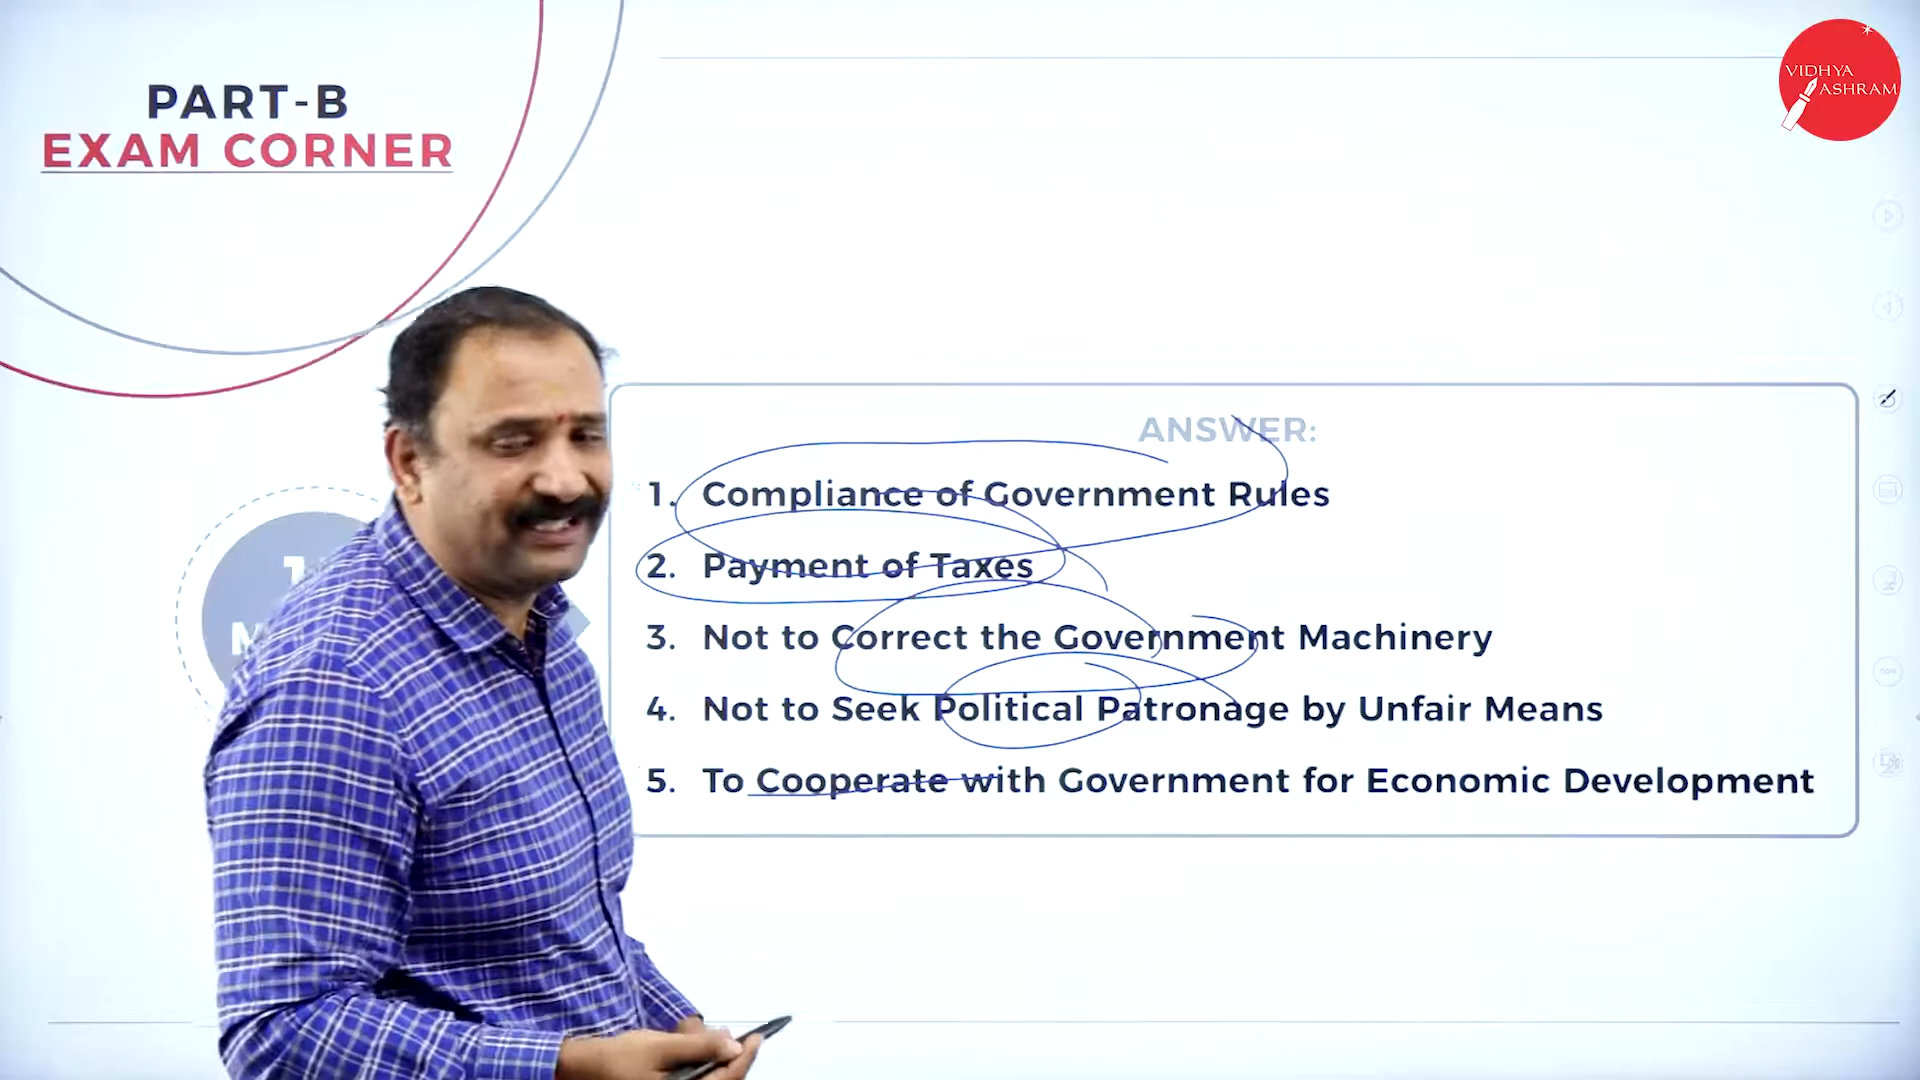 PART-B
EXAM CORNER
VIDHYA
ASHRAM
ANSWER:
1. Compliance of Government Rules
2. Payment of Taxes
3. Not to Correct the Government Machinery
4. Not to Seek Political Patronage by Unfair Means
5. To Cooperate with Government for Economic Development